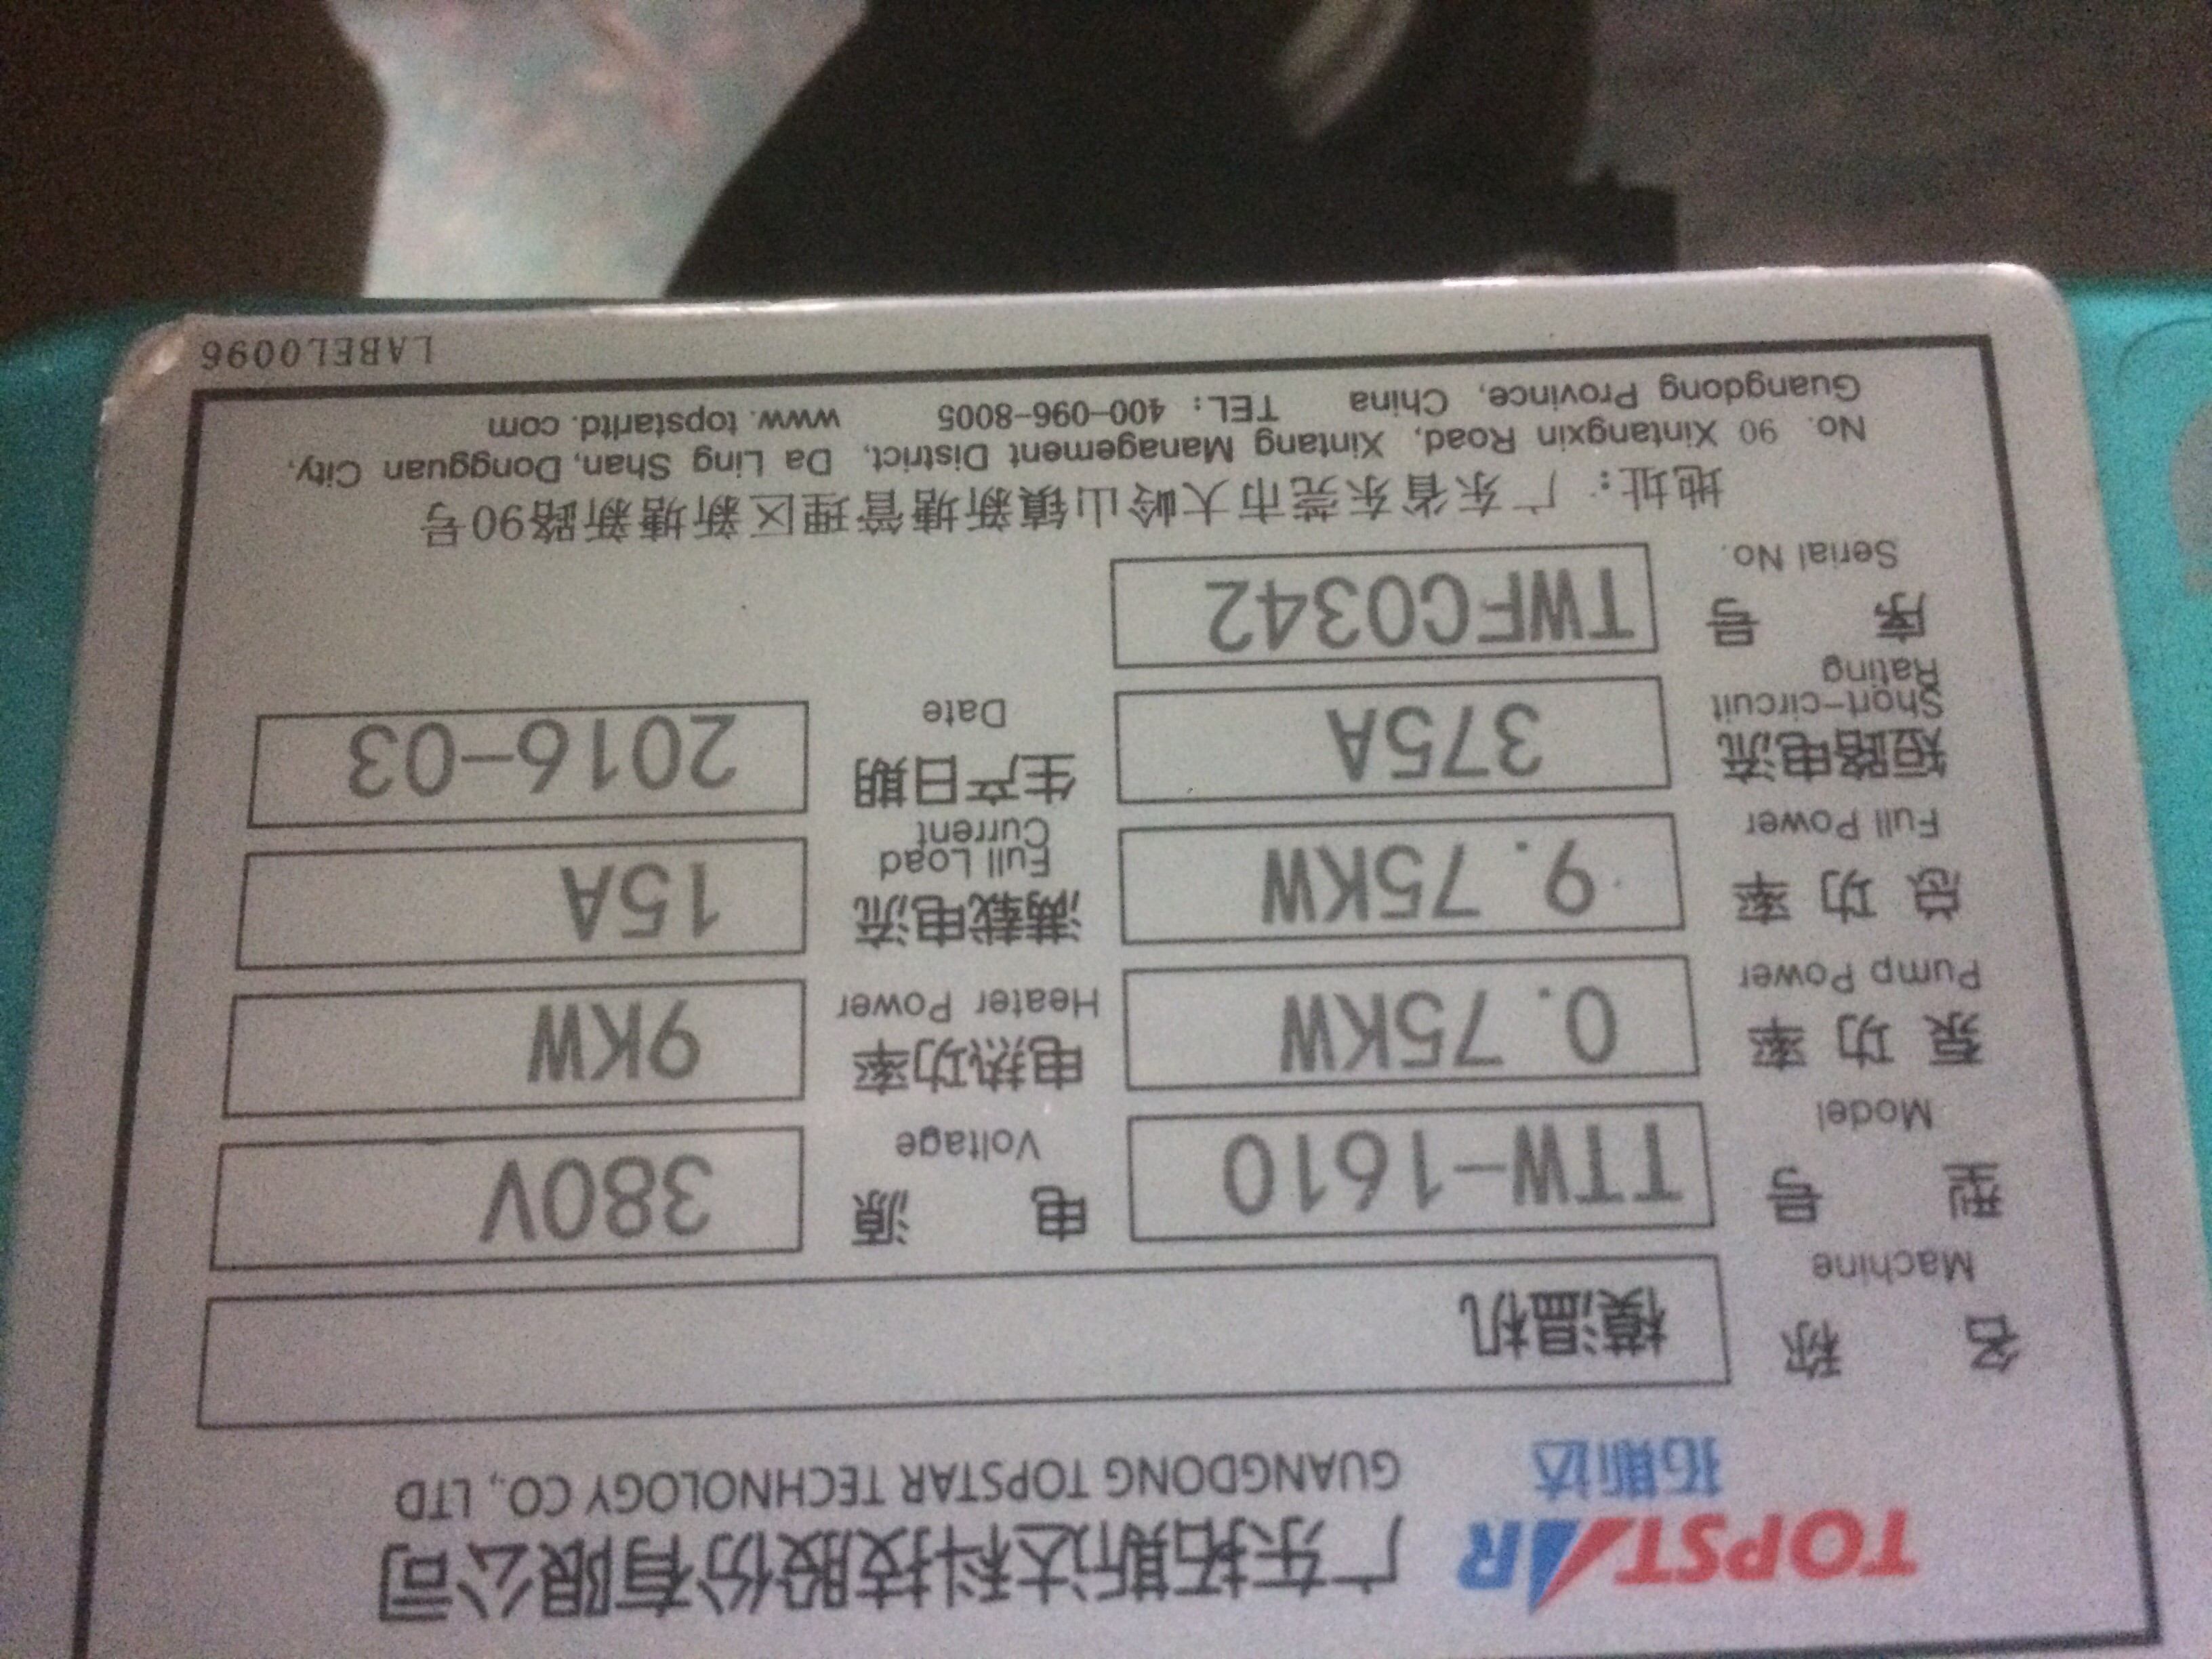 TOPSTAR
拓斯达
广东拓斯达科技股份有限公司
GUANGDONG TOPSTAR TECHNOLOGY CO., LTD
名 称 模温机
Machine
型 号 TTW-1610 电 源 380V
Model Voltage
泵 功 率 0.75KW 电热功率 9KW
Pump Power Heater Power
总 功 率 9.75KW 满载电流 15A
Full Power Full Load
Current
短路电流 375A 生产日期 2016-03
Short-circuit Date
Rating
序 号 TWFC0342
Serial No.
地址: 广东省东莞市大岭山镇新塘管理区新塘新路90号
No. 90 Xintangxin Road, Xintang Management District, Da Ling Shan, Dongguan City,
Guangdong Province, China TEL: 400-096-8005 www.topstarltd.com
LABEL0096